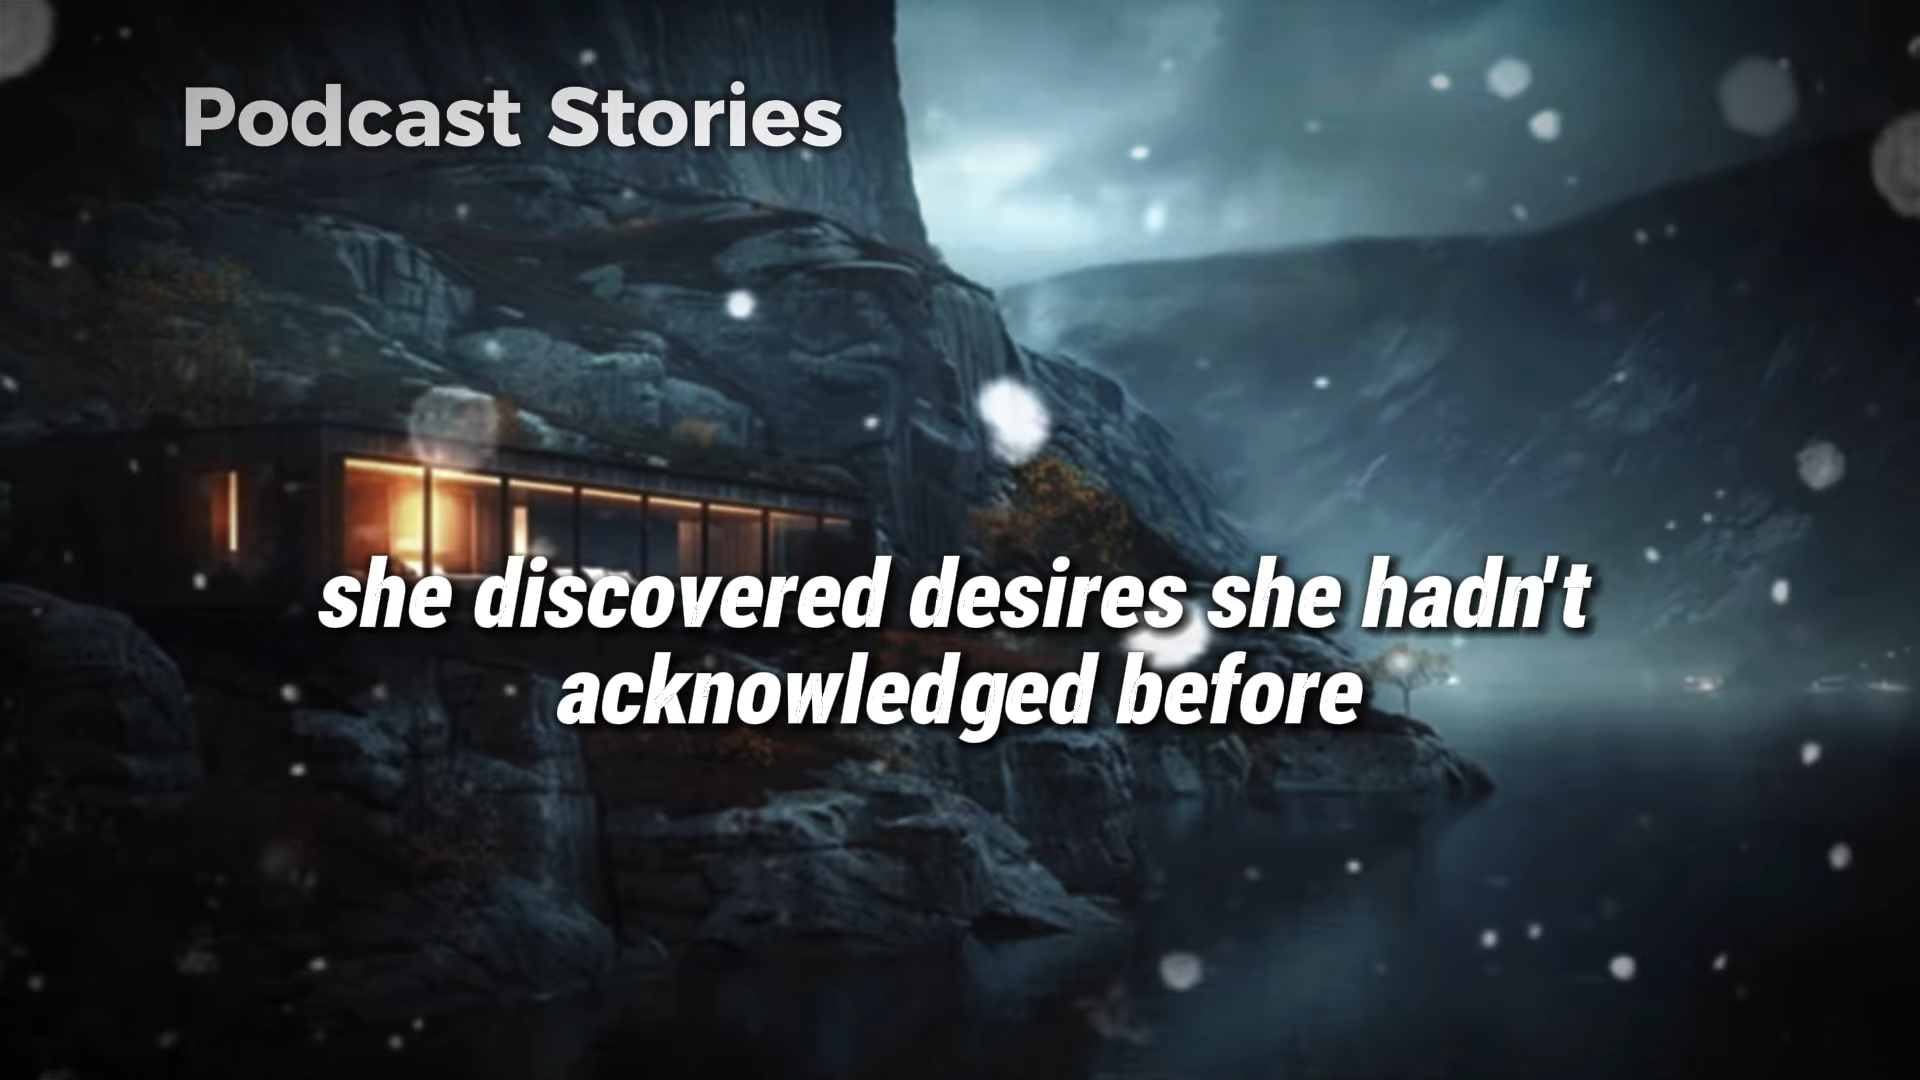 Podcast Stories
she discovered desires she hadn't
acknowledged before